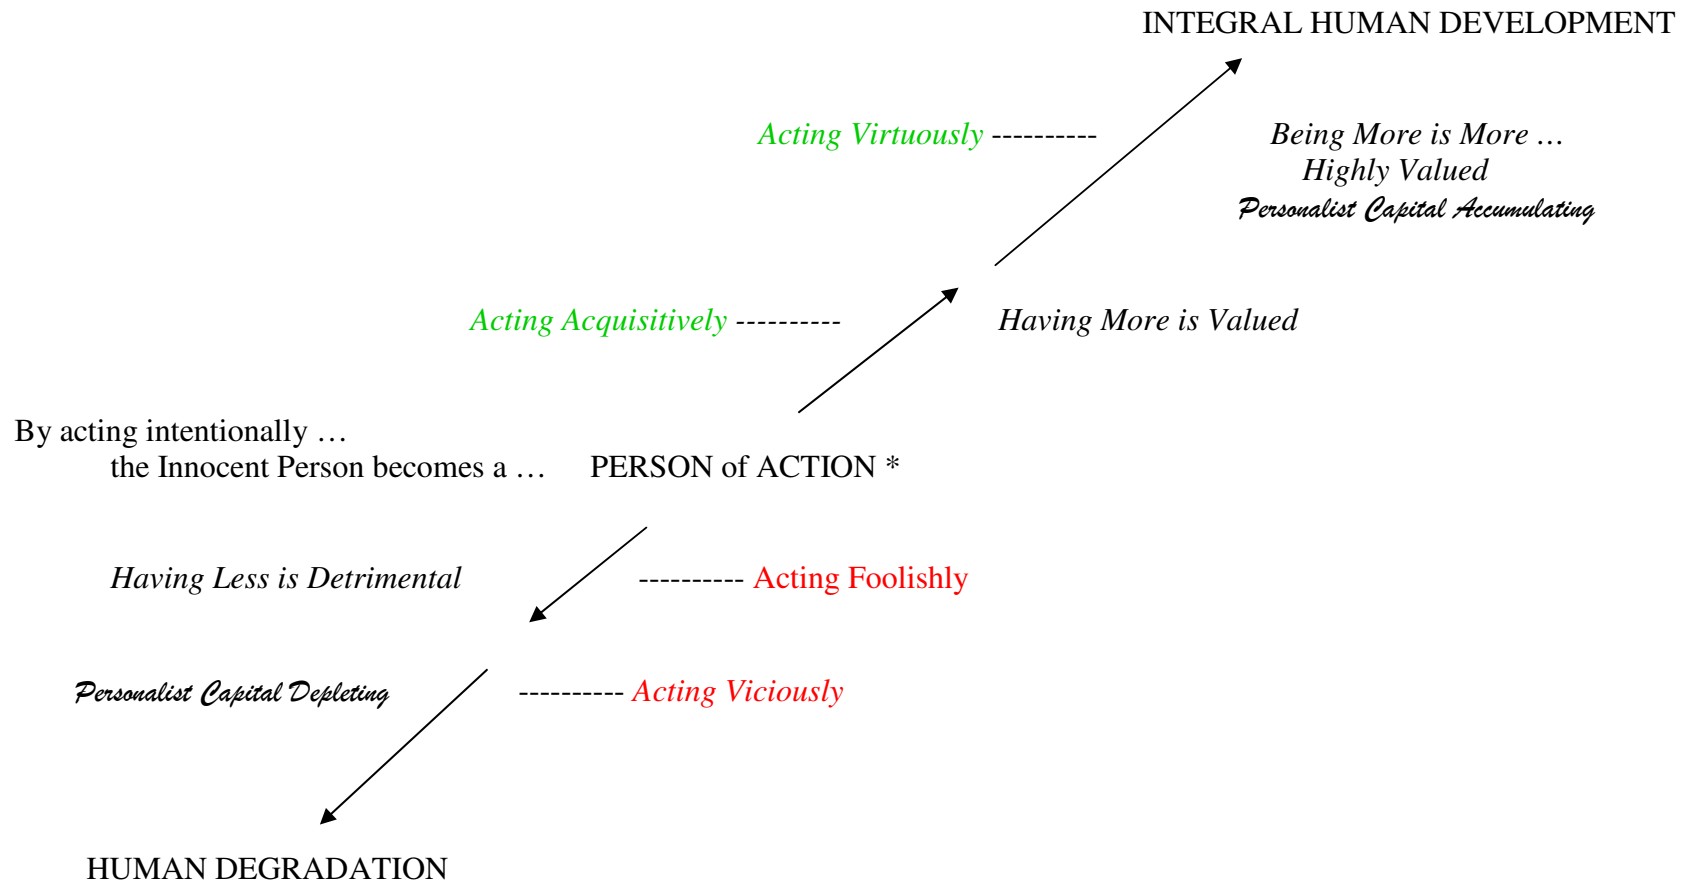 INTEGRAL HUMAN DEVELOPMENT
Acting Virtuously ---------- Being More is More …
Highly Valued
Personalist Capital Accumulating
Acting Acquisitively ---------- Having More is Valued
By acting intentionally …
the Innocent Person becomes a … PERSON of ACTION *
Having Less is Detrimental ---------- Acting Foolishly
Personalist Capital Depleting ---------- Acting Viciously
HUMAN DEGRADATION